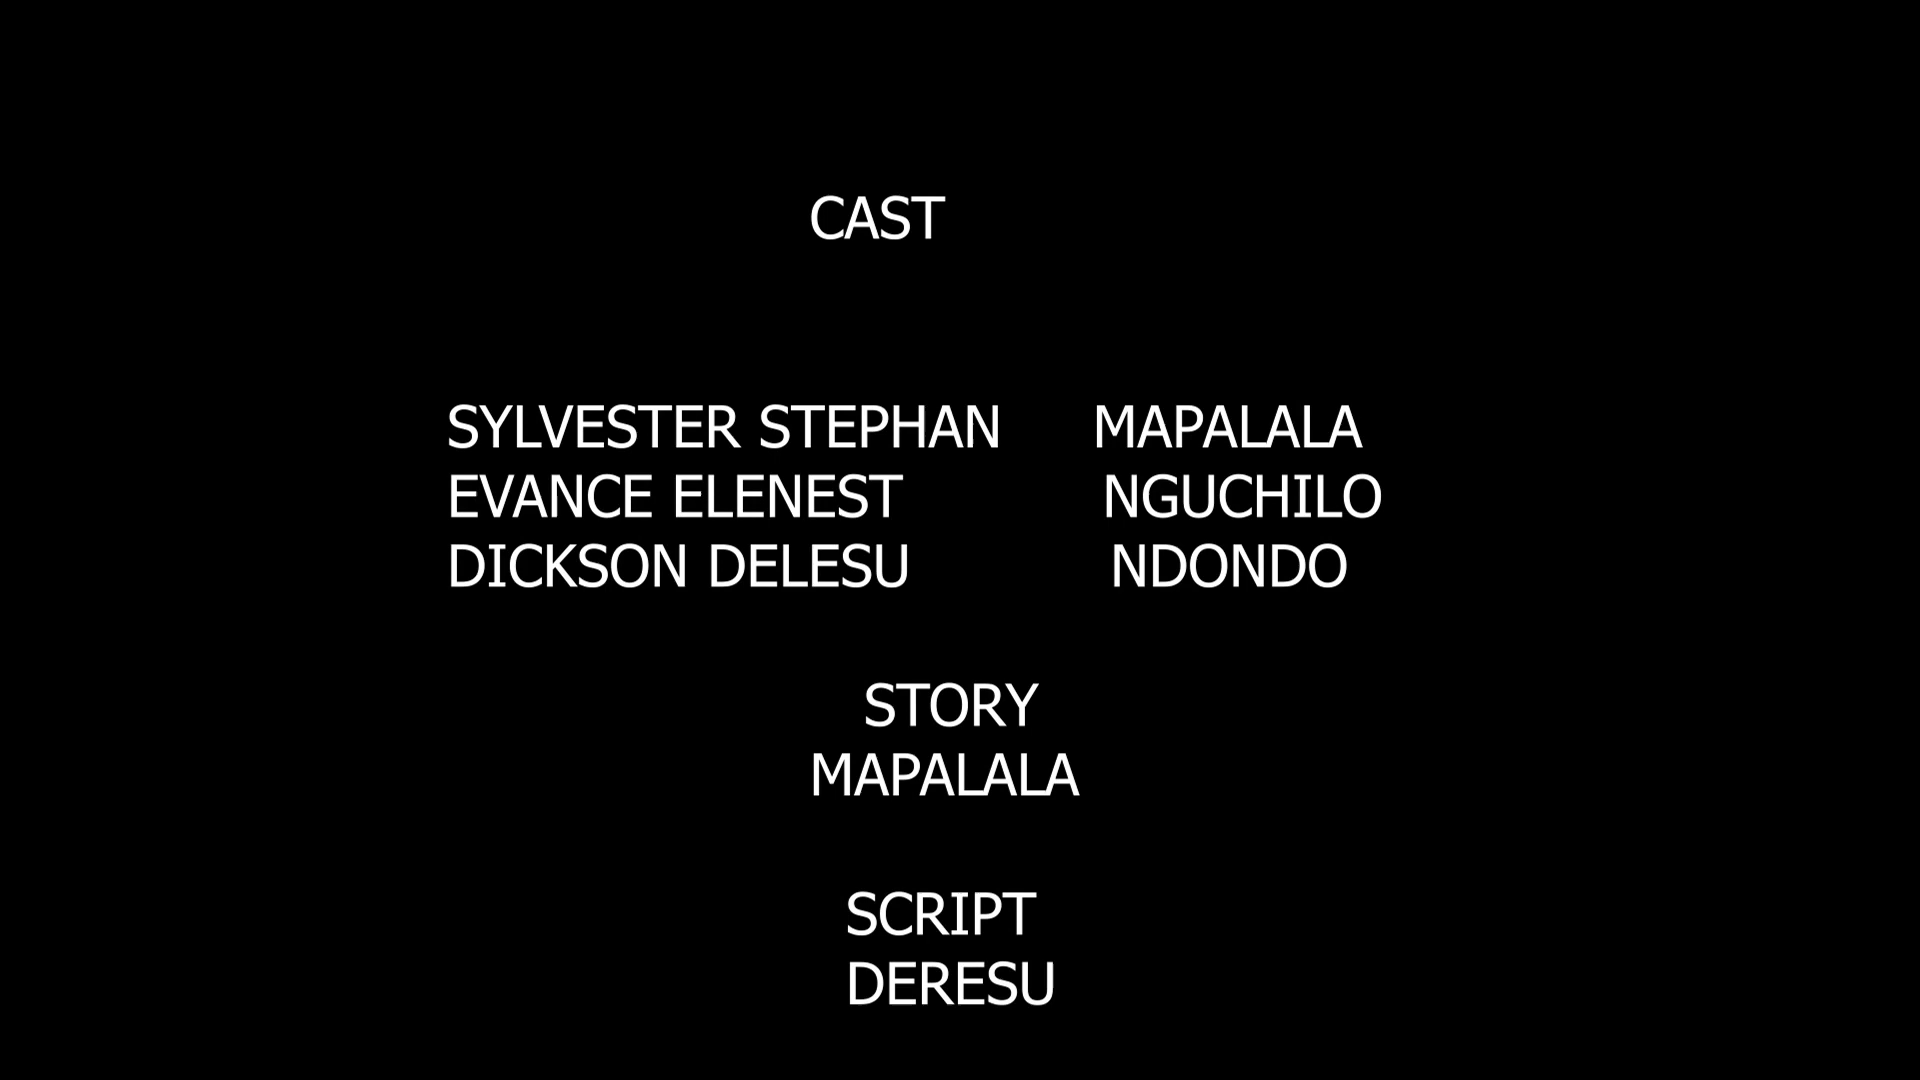 CAST
SYLVESTER STEPHAN MAPALALA
EVANCE ELENEST NGUCHILO
DICKSON DELESU NDONDO
STORY
MAPALALA
SCRIPT
DERESU